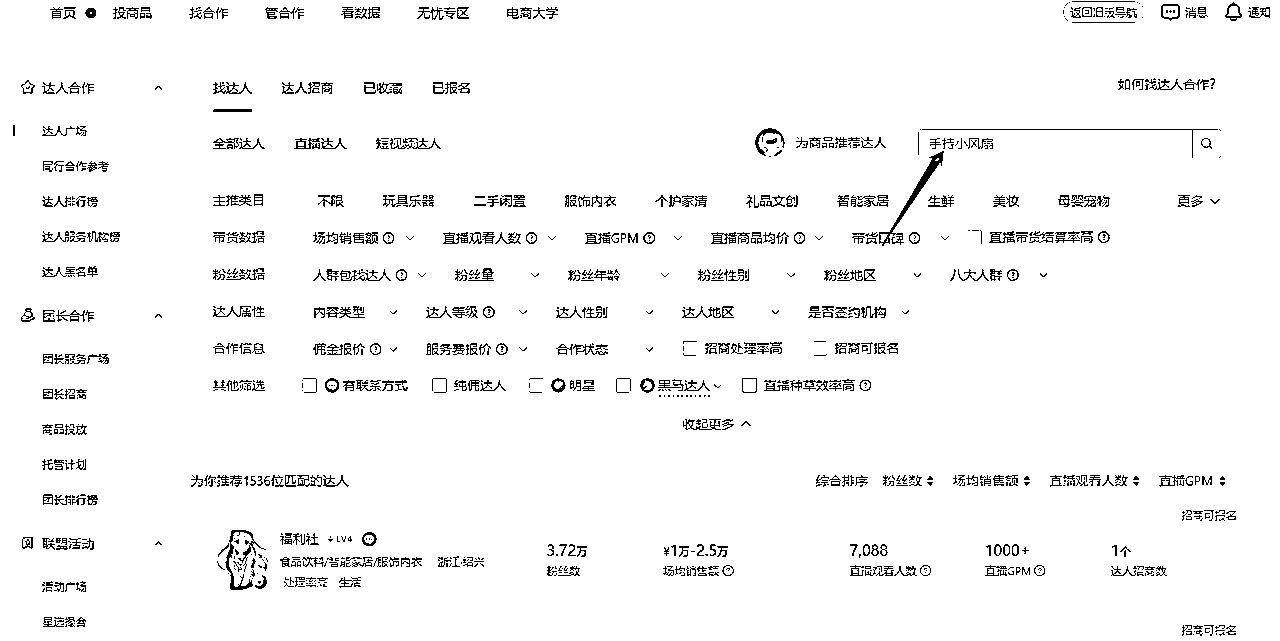 首页 投商品 找合作 管合作 看数据 无忧专区 电商大学 返回旧版导航 消息 通知
达人合作
达人广场
同行合作参考
达人排行榜
达人服务机构榜
达人黑名单
团长合作
团长服务广场
团长招商
商品投放
托管计划
团长排行榜
联盟活动
活动广场
星选擂台
找达人 达人招商 已收藏 已报名 如何找达人合作?
全部达人 直播达人 短视频达人 为商品推荐达人 手持小风扇
主推类目 不限 玩具乐器 二手闲置 服饰内衣 个护家清 礼品文创 智能家居 生鲜 美妆 母婴宠物 更多
带货数据 场均销售额 直播观看人数 直播GPM 直播商品均价 带货口碑 直播带货结算率高
粉丝数据 人群包找达人 粉丝量 粉丝年龄 粉丝性别 粉丝地区 八大人群
达人属性 内容类型 达人等级 达人性别 达人地区 是否签约机构
合作信息 佣金报价 服务费报价 合作状态 招商处理率高 招商可报名
其他筛选 有联系方式 纯佣达人 明星 黑马达人 直播种草效率高
收起更多
为你推荐1536位匹配的达人 综合排序 粉丝数 场均销售额 直播观看人数 直播GPM
招商可报名
福利社 LV4
食品饮料/智能家居/服饰内衣 浙江·绍兴
处理率高 生活
3.72万 ¥1万-2.5万 7,088 1000+ 1个
粉丝数 场均销售额 直播观看人数 直播GPM 达人招商数
招商可报名